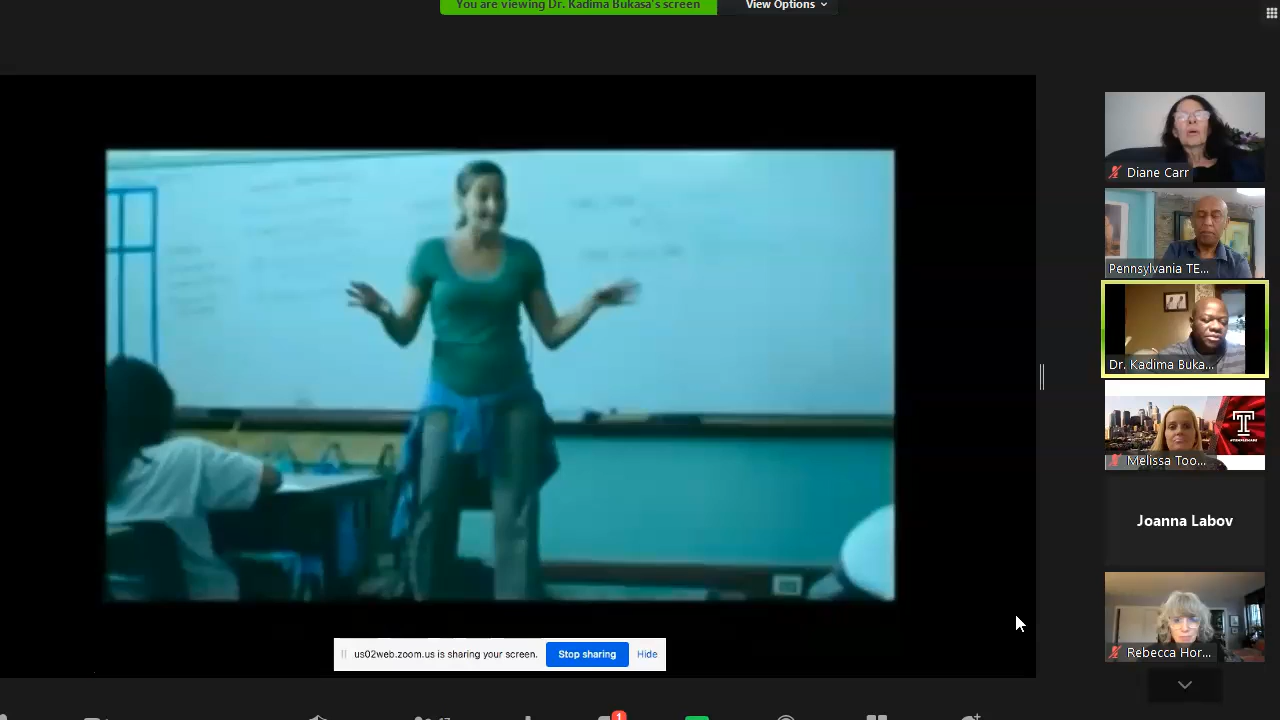 You are viewing Dr. Kadima Bukasa's screen
View Options
Diane Carr
Pennsylvania TE...
Dr. Kadima Buka...
Melissa Too...
Joanna Labov
Rebecca Hor...
us02web.zoom.us is sharing your screen.
Stop sharing
Hide
1